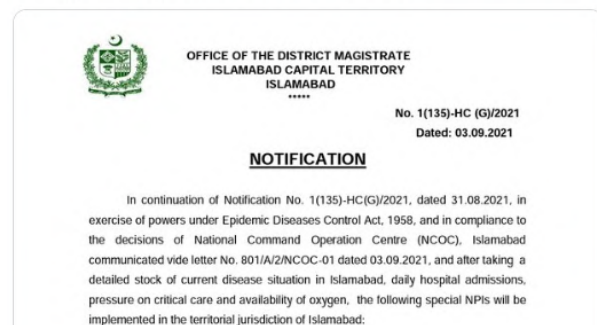 OFFICE OF THE DISTRICT MAGISTRATE
ISLAMABAD CAPITAL TERRITORY
ISLAMABAD
*****
No. 1(135)-HC (G)/2021
Dated: 03.09.2021
NOTIFICATION
In continuation of Notification No. 1(135)-HC(G)/2021, dated 31.08.2021, in
exercise of powers under Epidemic Diseases Control Act, 1958, and in compliance to
the decisions of National Command Operation Centre (NCOC), Islamabad
communicated vide letter No. 801/A/2/NCOC-01 dated 03.09.2021, and after taking a
detailed stock of current disease situation in Islamabad, daily hospital admissions,
pressure on critical care and availability of oxygen, the following special NPIs will be
implemented in the territorial jurisdiction of Islamabad: